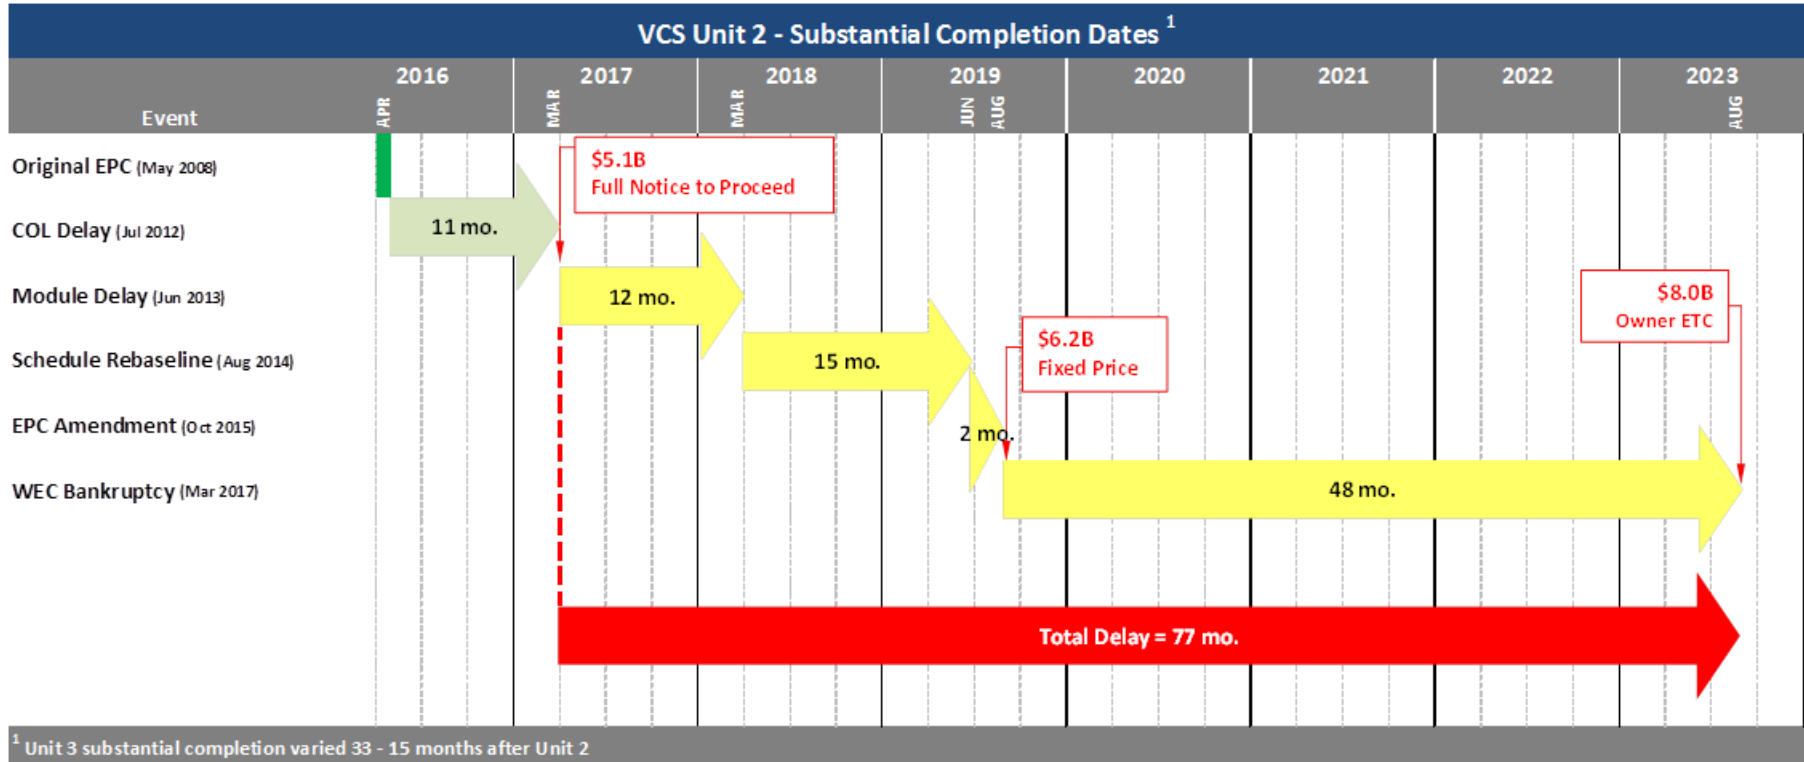 VCS Unit 2 - Substantial Completion Dates 1
2016 2017 2018 2019 2020 2021 2022 2023
Event APR MAR MAR JUN AUG AUG
Original EPC (May 2008)
$5.1B
Full Notice to Proceed
COL Delay (Jul 2012) 11 mo.
Module Delay (Jun 2013) 12 mo.
$8.0B
Owner ETC
$6.2B
Fixed Price
Schedule Rebaseline (Aug 2014) 15 mo.
EPC Amendment (Oct 2015) 2 mo.
WEC Bankruptcy (Mar 2017) 48 mo.
Total Delay = 77 mo.
1 Unit 3 substantial completion varied 33 - 15 months after Unit 2